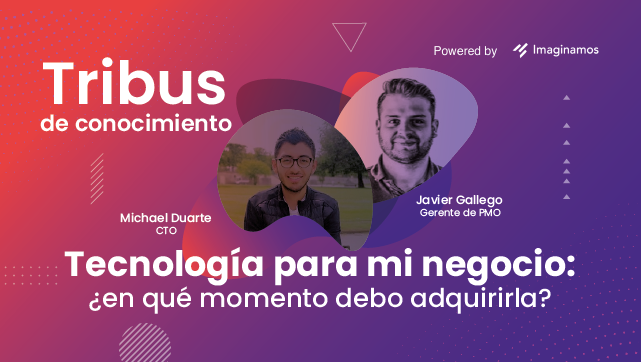 Powered by Imaginamos
Tribus
de conocimiento
Javier Gallego
Gerente de PMO
Michael Duarte
CTO
Tecnología para mi negocio:
¿en qué momento debo adquirirla?